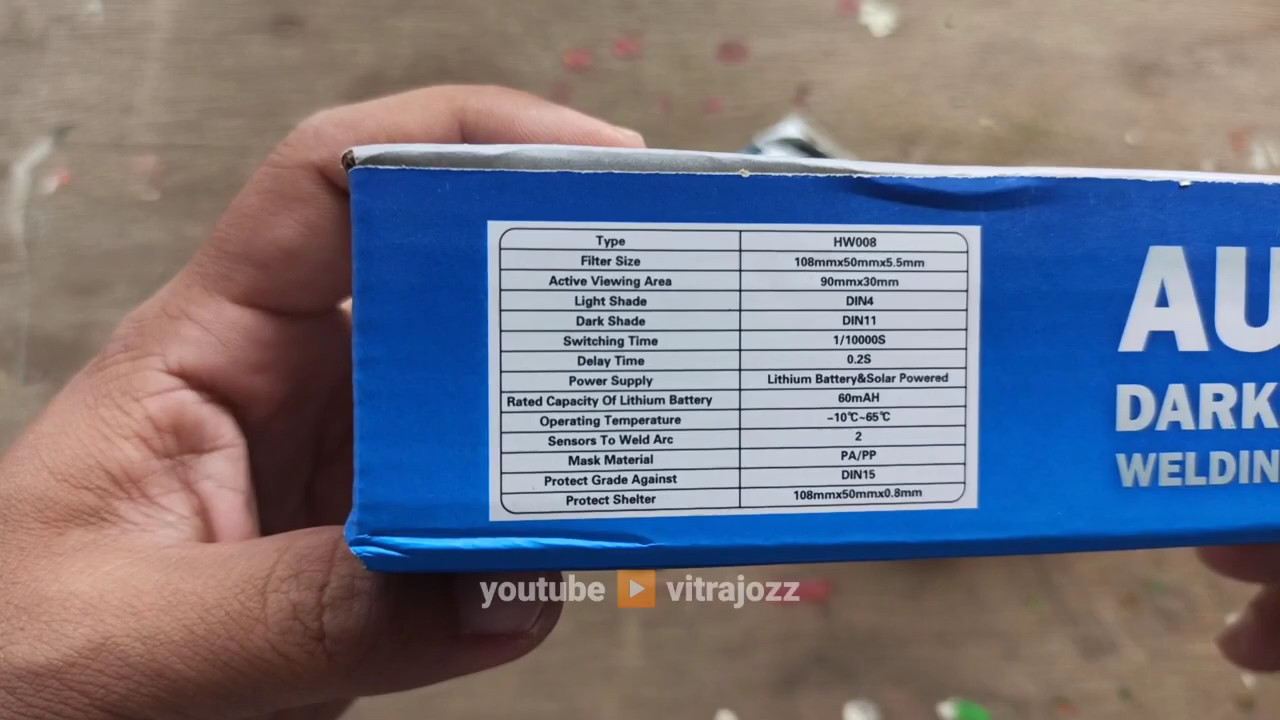 Type HW008
Filter Size 108mmx50mmx5.5mm
Active Viewing Area 90mmx30mm
Light Shade DIN4
Dark Shade DIN11
Switching Time 1/10000S
Delay Time 0.2S
Power Supply Lithium Battery&Solar Powered
Rated Capacity Of Lithium Battery 60mAH
Operating Temperature -10℃~65℃
Sensors To Weld Arc 2
Mask Material PA/PP
Protect Grade Against DIN15
Protect Shelter 108mmx50mmx0.8mm
AU
DARK
WELDIN
youtube vitrajozz